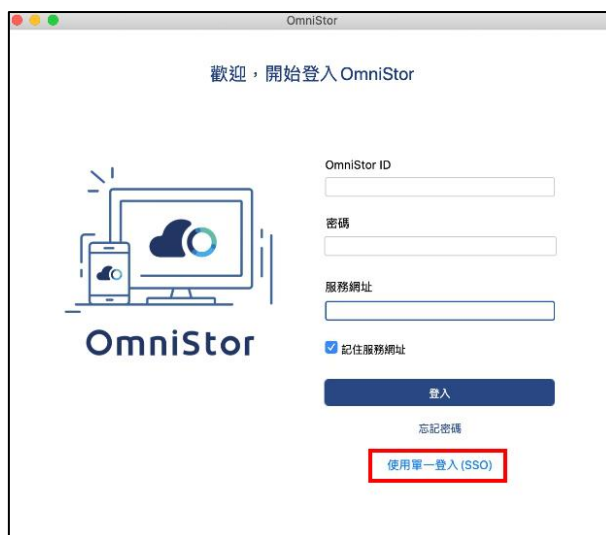 OmniStor
歡迎，開始登入 OmniStor
OmniStor ID
密碼
服務網址
OmniStor
記住服務網址
登入
忘記密碼
使用單一登入 (SSO)